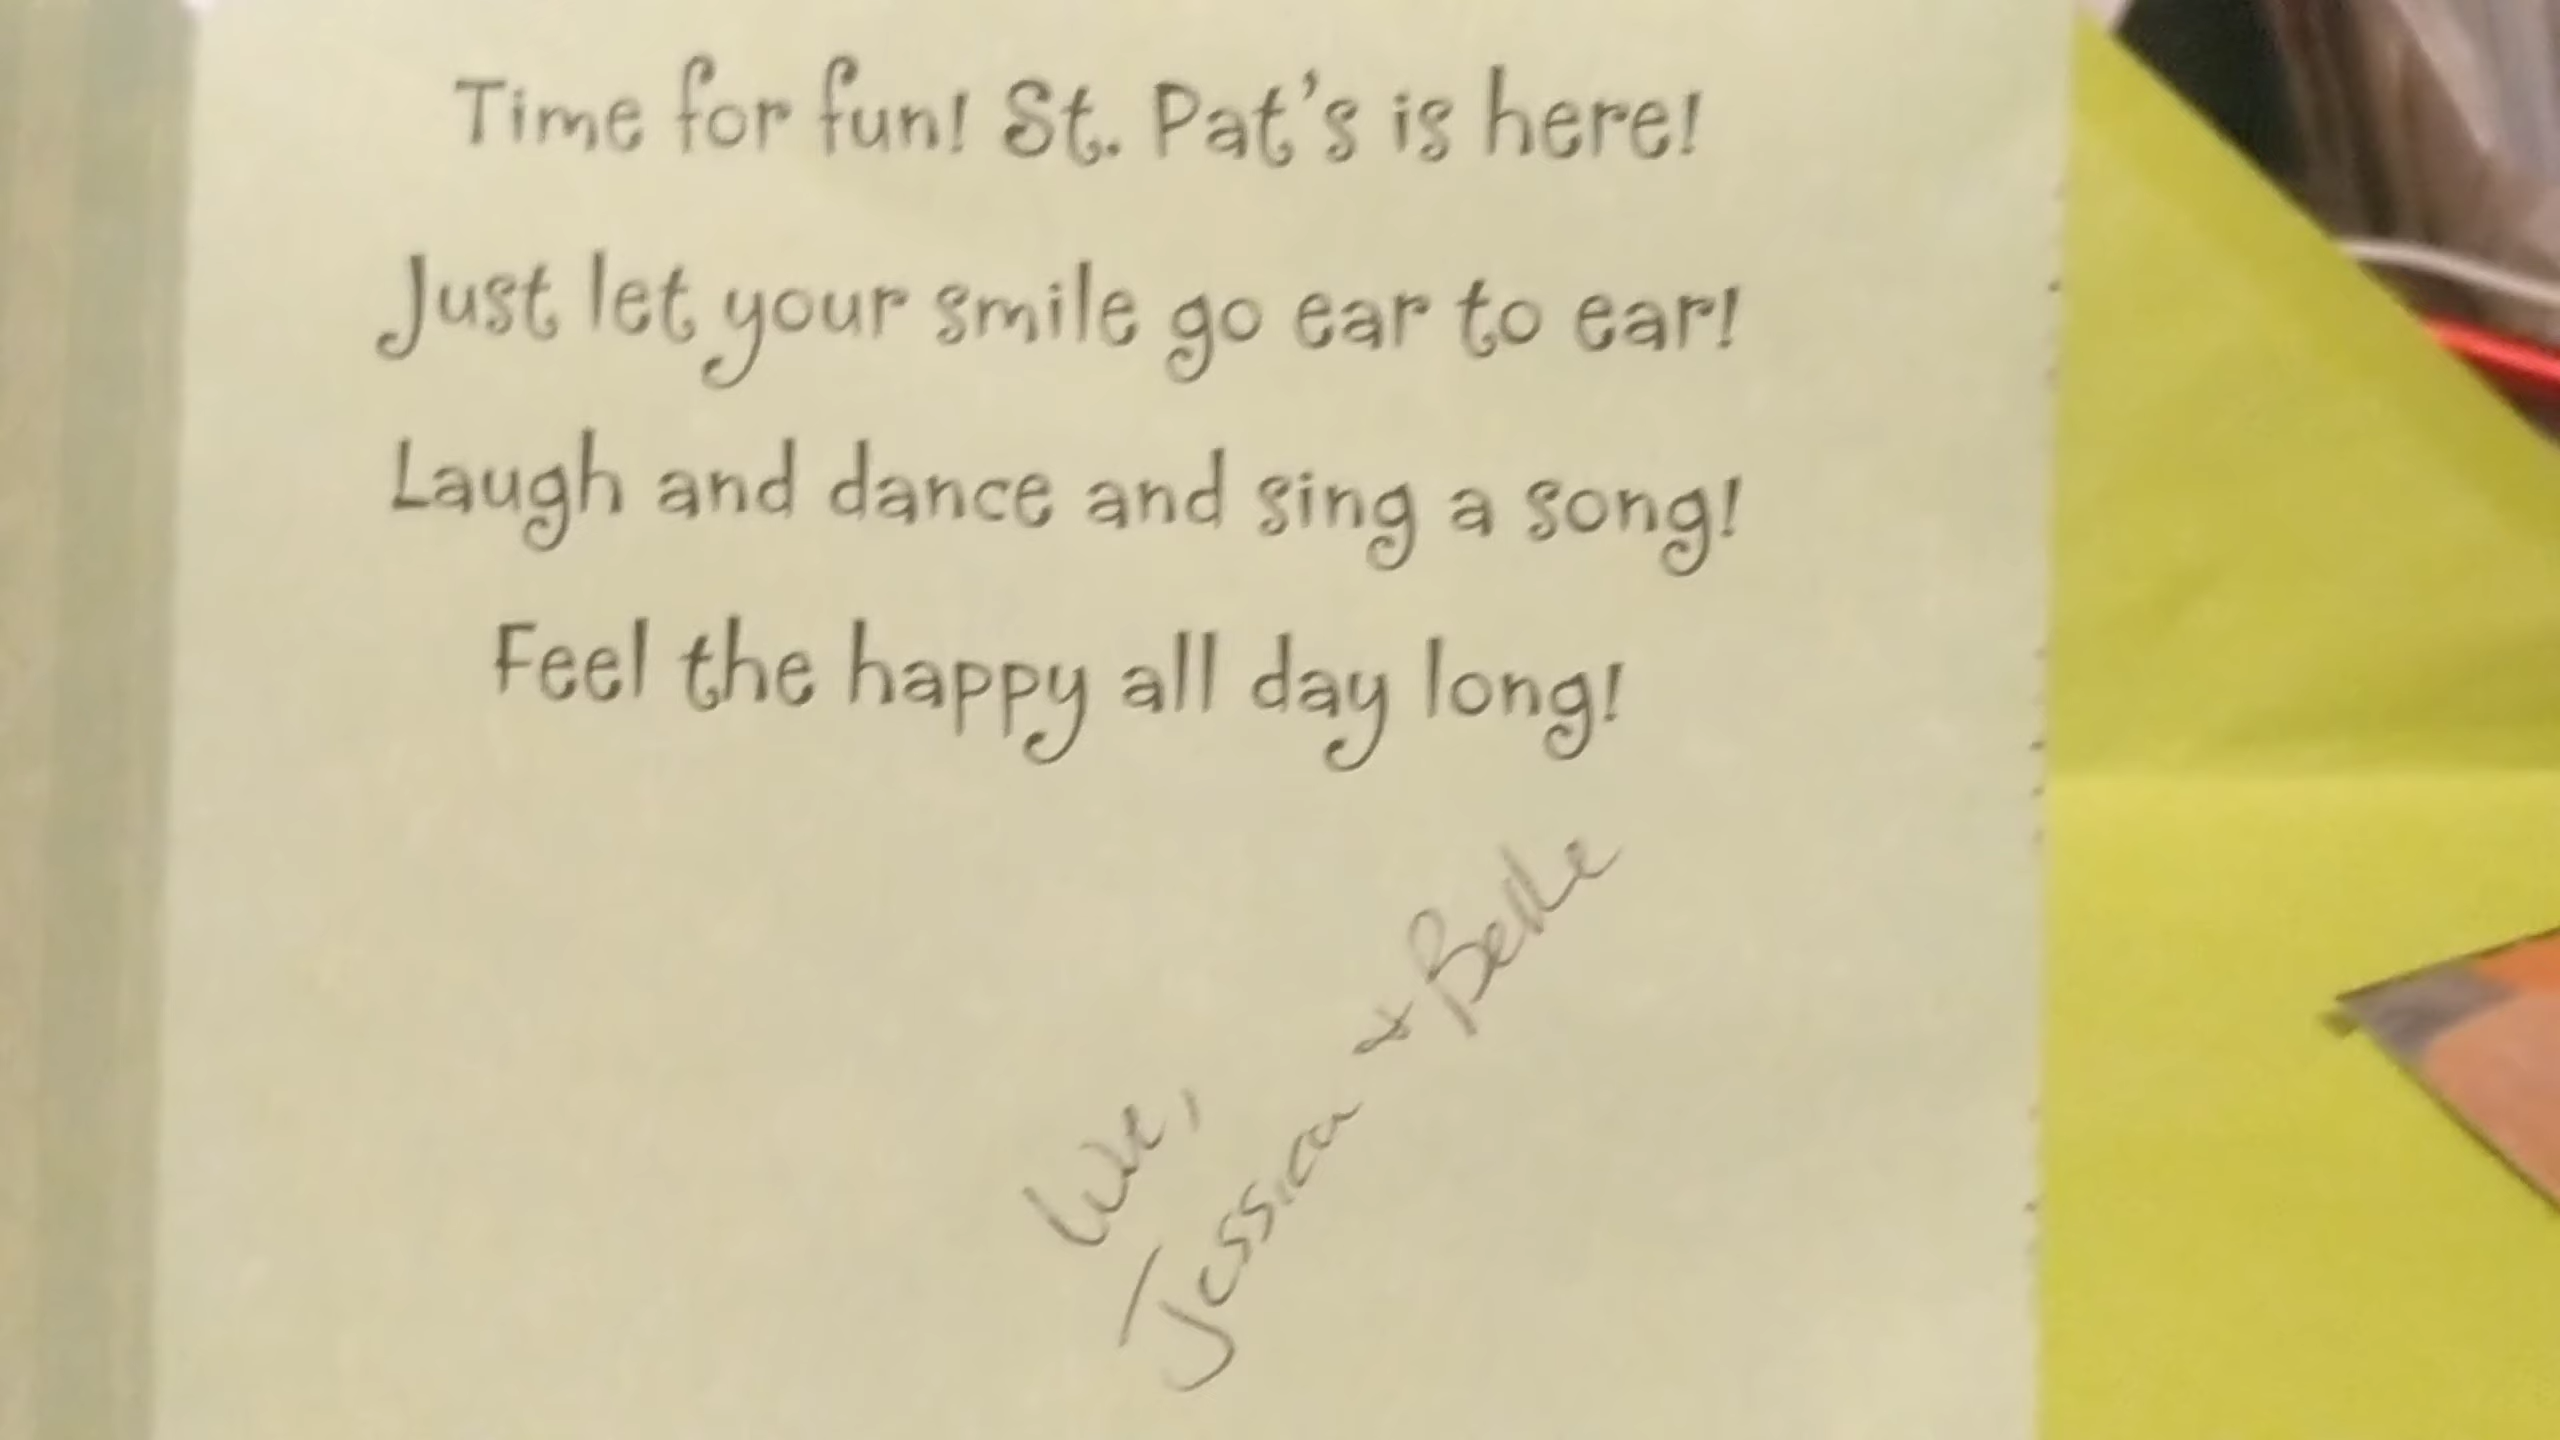 Time for fun! St. Pat's is here!
Just let your smile go ear to ear!
Laugh and dance and sing a song!
Feel the happy all day long!
Love,
Jessica & Belle